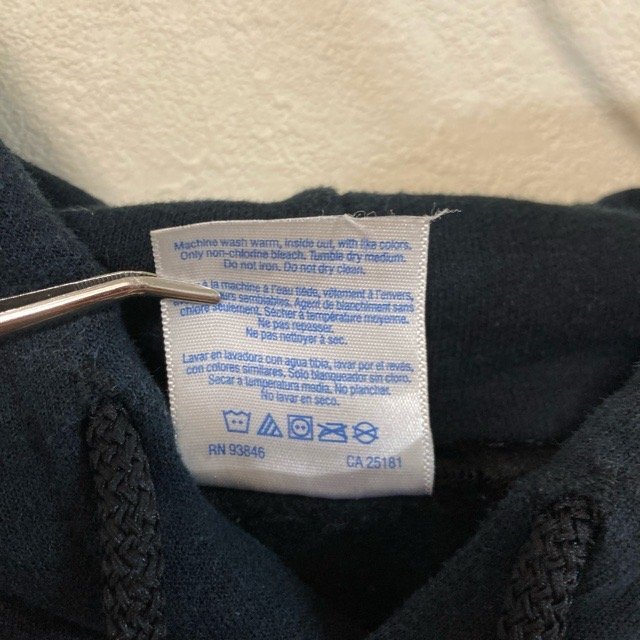 Machine wash warm, inside out, with like colors.
Only non-chlorine bleach. Tumble dry medium.
Do not iron. Do not dry clean.
à la machine à l'eau tiède, vêtement à l'envers,
semblables. Agent de blanchiment sans
chlore seulement. Sécher à température moyenne.
Ne pas repasser.
Ne pas nettoyer à sec.
Lavar en lavadora con agua tibia, lavar por el revés,
con colores similares. Solo blanqueador sin cloro.
Secar a temperatura media. No planchar.
No lavar en seco.
RN 93846 CA 25181